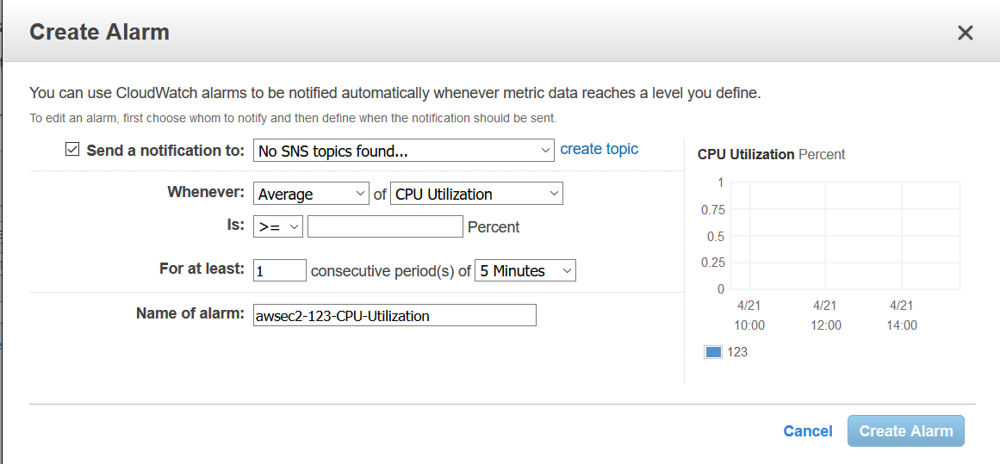 Create Alarm
You can use CloudWatch alarms to be notified automatically whenever metric data reaches a level you define.
To edit an alarm, first choose whom to notify and then define when the notification should be sent.
Send a notification to: No SNS topics found... create topic
Whenever: Average of CPU Utilization
Is: >= Percent
For at least: 1 consecutive period(s) of 5 Minutes
Name of alarm: awsec2-123-CPU-Utilization
CPU Utilization Percent
1
0.75
0.5
0.25
0
4/21 4/21 4/21
10:00 12:00 14:00
123
Cancel Create Alarm